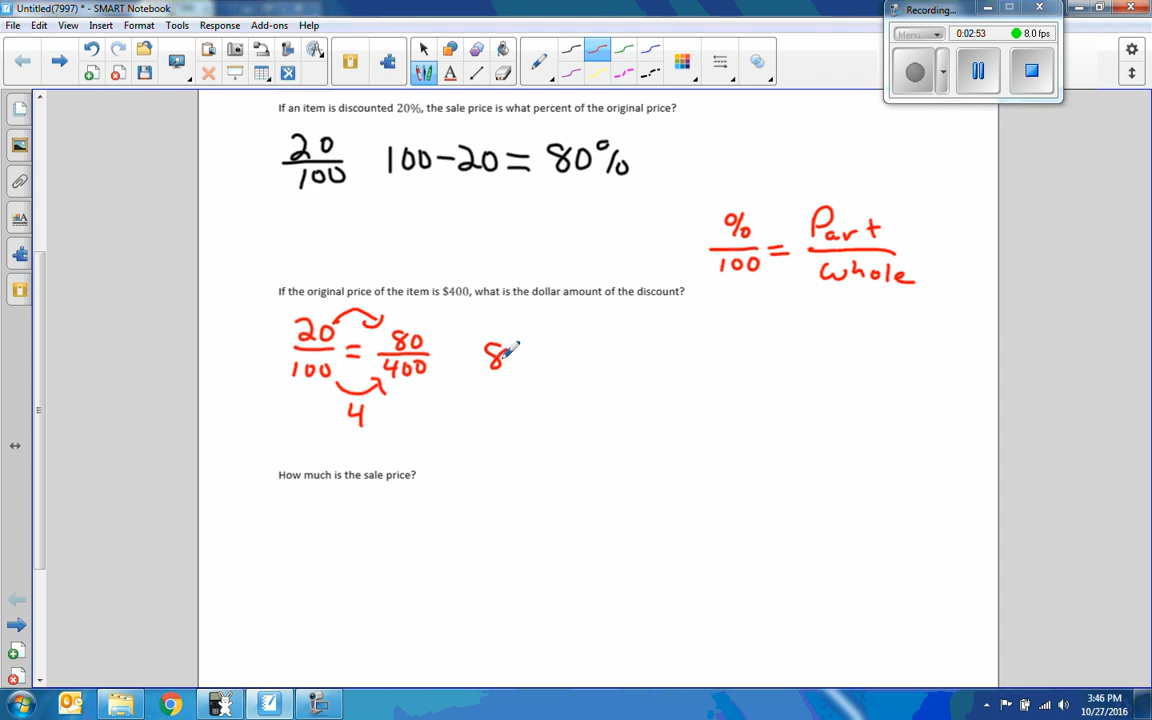 Untitled(7997) * - SMART Notebook
File Edit View Insert Format Tools Response Add-ons Help
Recording...
Menu 0:02:53 8.0 fps
If an item is discounted 20%, the sale price is what percent of the original price?
20/100 100-20=80%
%/100 = Part/Whole
If the original price of the item is $400, what is the dollar amount of the discount?
20/100 = 80/400 8
4
How much is the sale price?
3:46 PM
10/27/2016